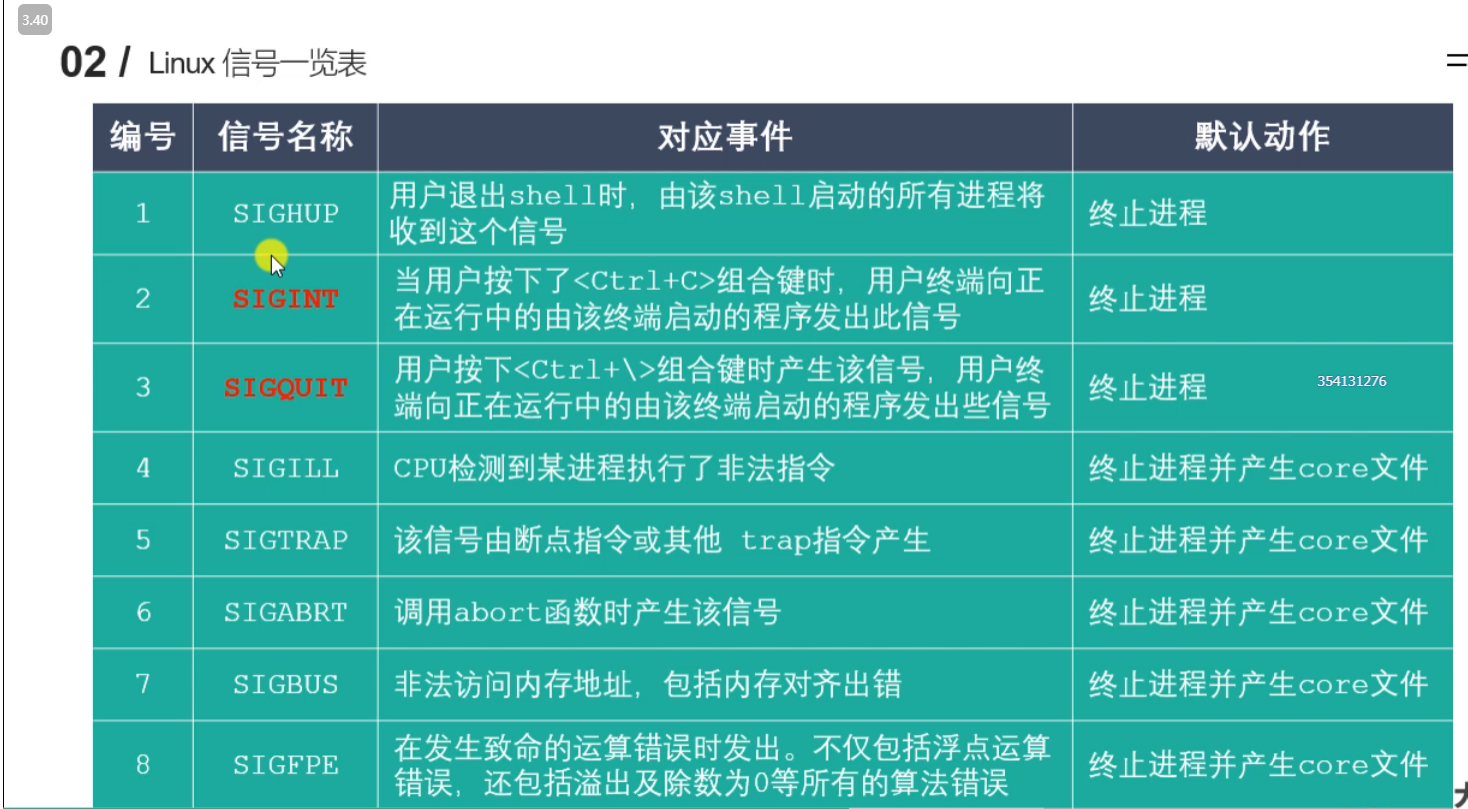 3.40
02 / Linux 信号一览表
编号 信号名称 对应事件 默认动作
1 SIGHUP 用户退出shell时，由该shell启动的所有进程将
收到这个信号 终止进程
2 SIGINT 当用户按下了<Ctrl+C>组合键时，用户终端向正
在运行中的由该终端启动的程序发出此信号 终止进程
3 SIGQUIT 用户按下<Ctrl+\>组合键时产生该信号，用户终
端向正在运行中的由该终端启动的程序发出些信号 终止进程
354131276
4 SIGILL CPU检测到某进程执行了非法指令 终止进程并产生core文件
5 SIGTRAP 该信号由断点指令或其他 trap指令产生 终止进程并产生core文件
6 SIGABRT 调用abort函数时产生该信号 终止进程并产生core文件
7 SIGBUS 非法访问内存地址，包括内存对齐出错 终止进程并产生core文件
8 SIGFPE 在发生致命的运算错误时发出。不仅包括浮点运算
错误，还包括溢出及除数为0等所有的算法错误 终止进程并产生core文件